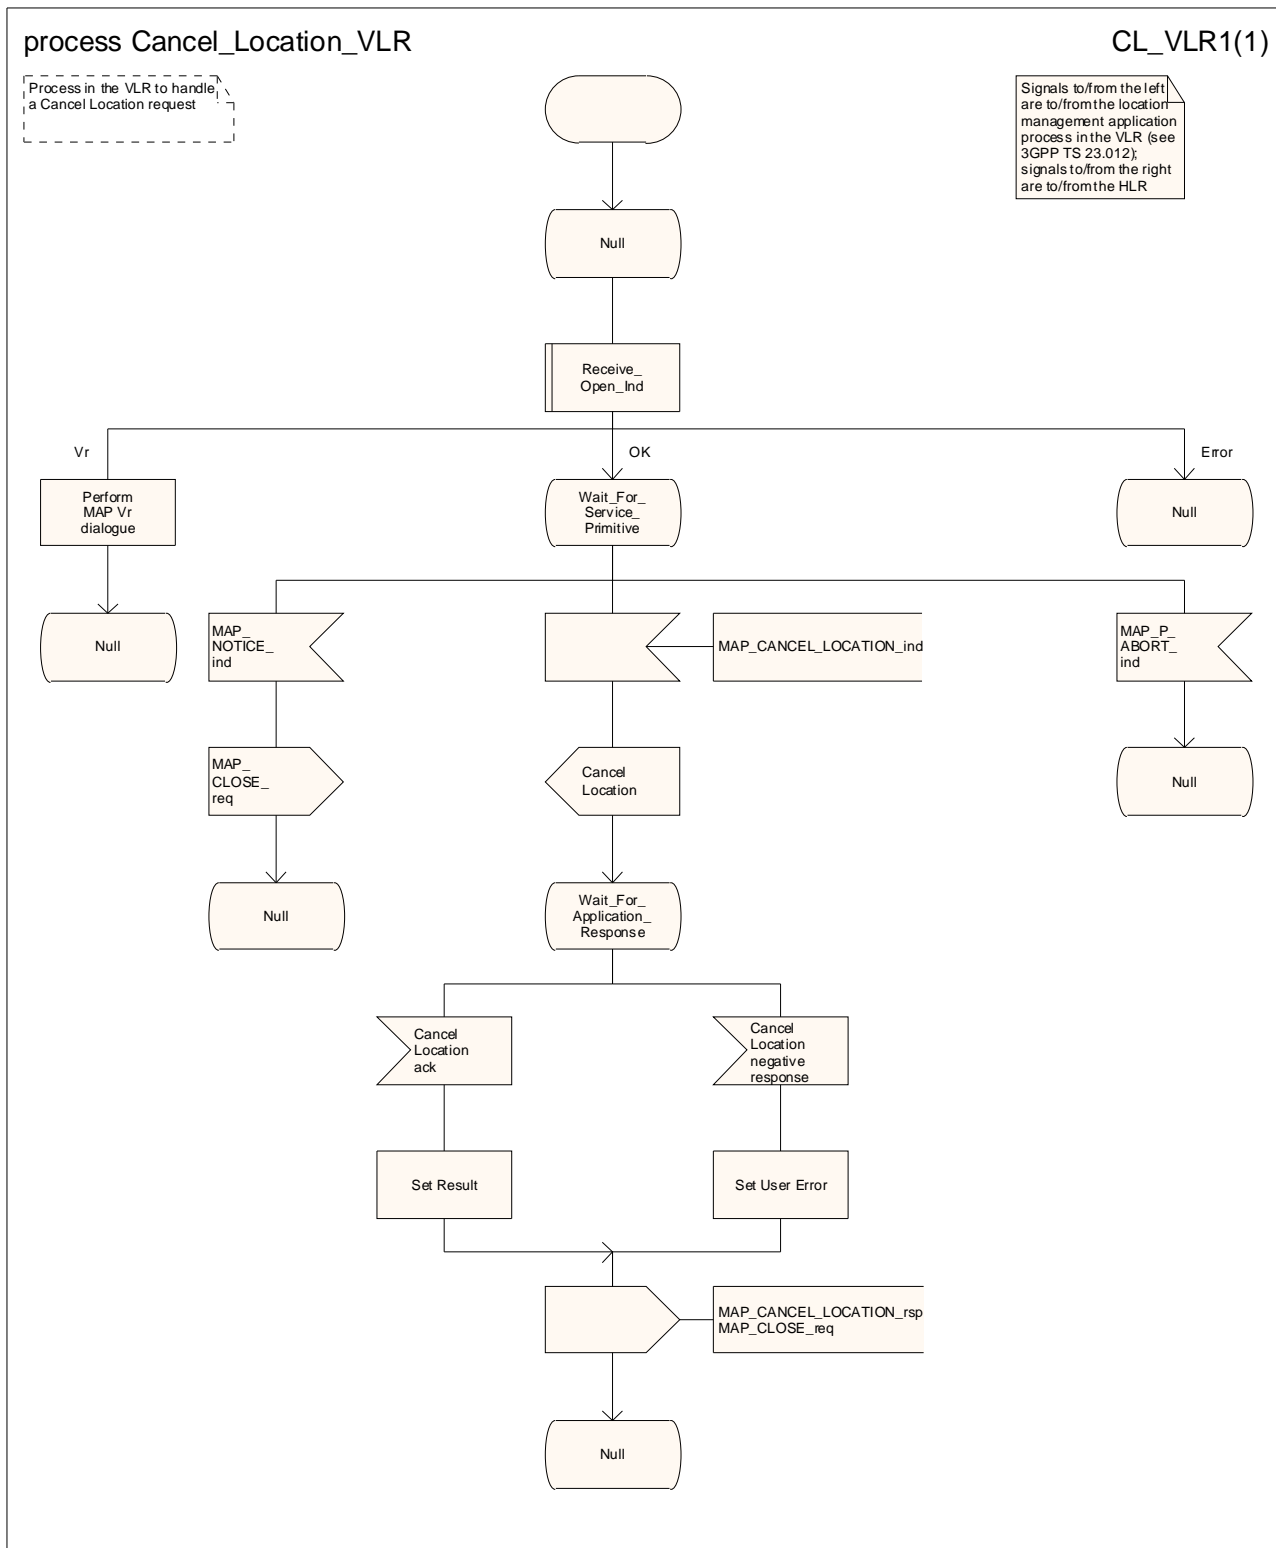 process Cancel_Location_VLR
CL_VLR1(1)
Process in the VLR to handle
a Cancel Location request
Signals to/from the left
are to/from the location
management application
process in the VLR (see
3GPP TS 23.012);
signals to/from the right
are to/from the HLR
Null
Receive_
Open_Ind
Vr
OK
Error
Perform
MAP Vr
dialogue
Wait_For_
Service_
Primitive
Null
Null
MAP_
NOTICE_
ind
MAP_CANCEL_LOCATION_ind
MAP_P_
ABORT_
ind
MAP_
CLOSE_
req
Cancel
Location
Null
Null
Wait_For_
Application_
Response
Cancel
Location
ack
Cancel
Location
negative
response
Set Result
Set User Error
MAP_CANCEL_LOCATION_rsp
MAP_CLOSE_req
Null